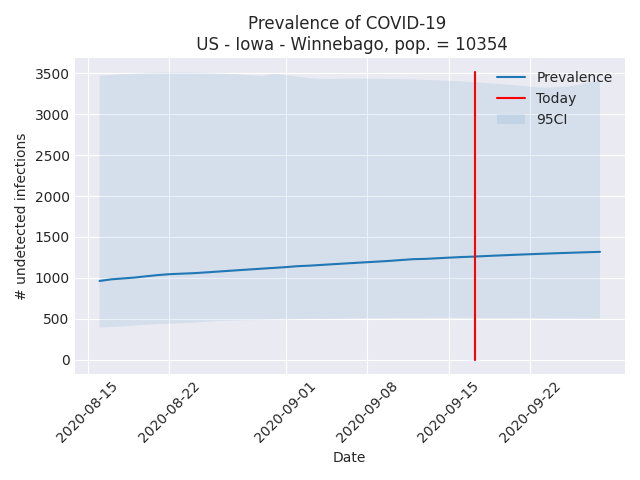 Prevalence of COVID-19
US - Iowa - Winnebago, pop. = 10354
3500
3000
2500
2000
1500
1000
500
0
# undetected infections
Prevalence
Today
95CI
2020-08-15
2020-08-22
2020-09-01
2020-09-08
2020-09-15
2020-09-22
Date